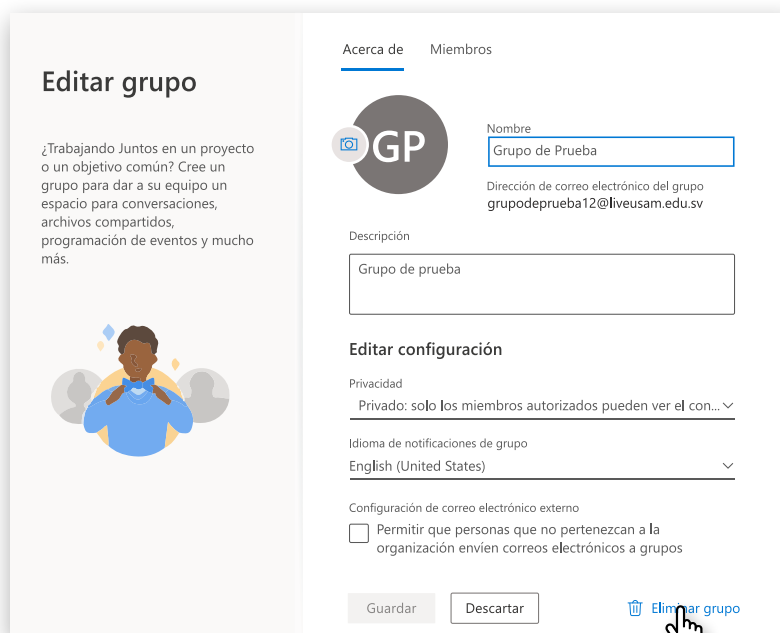 Editar grupo
¿Trabajando Juntos en un proyecto
o un objetivo común? Cree un
grupo para dar a su equipo un
espacio para conversaciones,
archivos compartidos,
programación de eventos y mucho
más.
Acerca de Miembros
GP
Nombre
Grupo de Prueba
Dirección de correo electrónico del grupo
grupodeprueba12@liveusam.edu.sv
Descripción
Grupo de prueba
Editar configuración
Privacidad
Privado: solo los miembros autorizados pueden ver el con...
Idioma de notificaciones de grupo
English (United States)
Configuración de correo electrónico externo
Permitir que personas que no pertenezcan a la
organización envíen correos electrónicos a grupos
Guardar Descartar Eliminar grupo